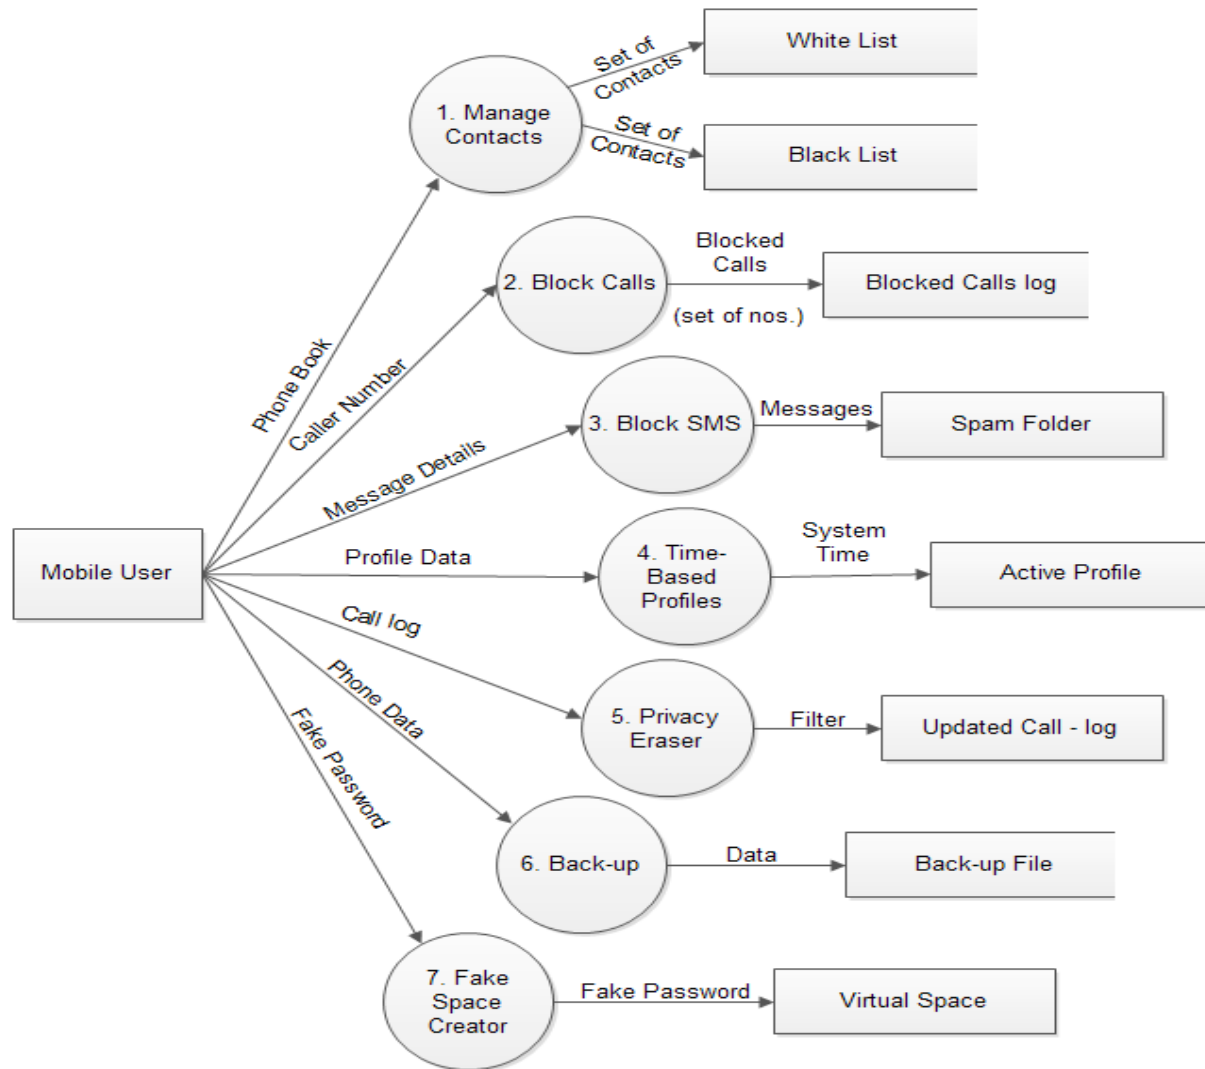 White List
Set of
Contacts
1. Manage
Contacts
Set of
Contacts
Black List
Blocked
Calls
2. Block Calls
Blocked Calls log
(set of nos.)
Phone Book
Caller Number
Messages
3. Block SMS
Spam Folder
Message Details
System
Time
Mobile User
Profile Data
4. Time-
Based
Profiles
Active Profile
Call log
Phone Data
5. Privacy
Eraser
Filter
Updated Call - log
Fake Password
6. Back-up
Data
Back-up File
7. Fake
Space
Creator
Fake Password
Virtual Space